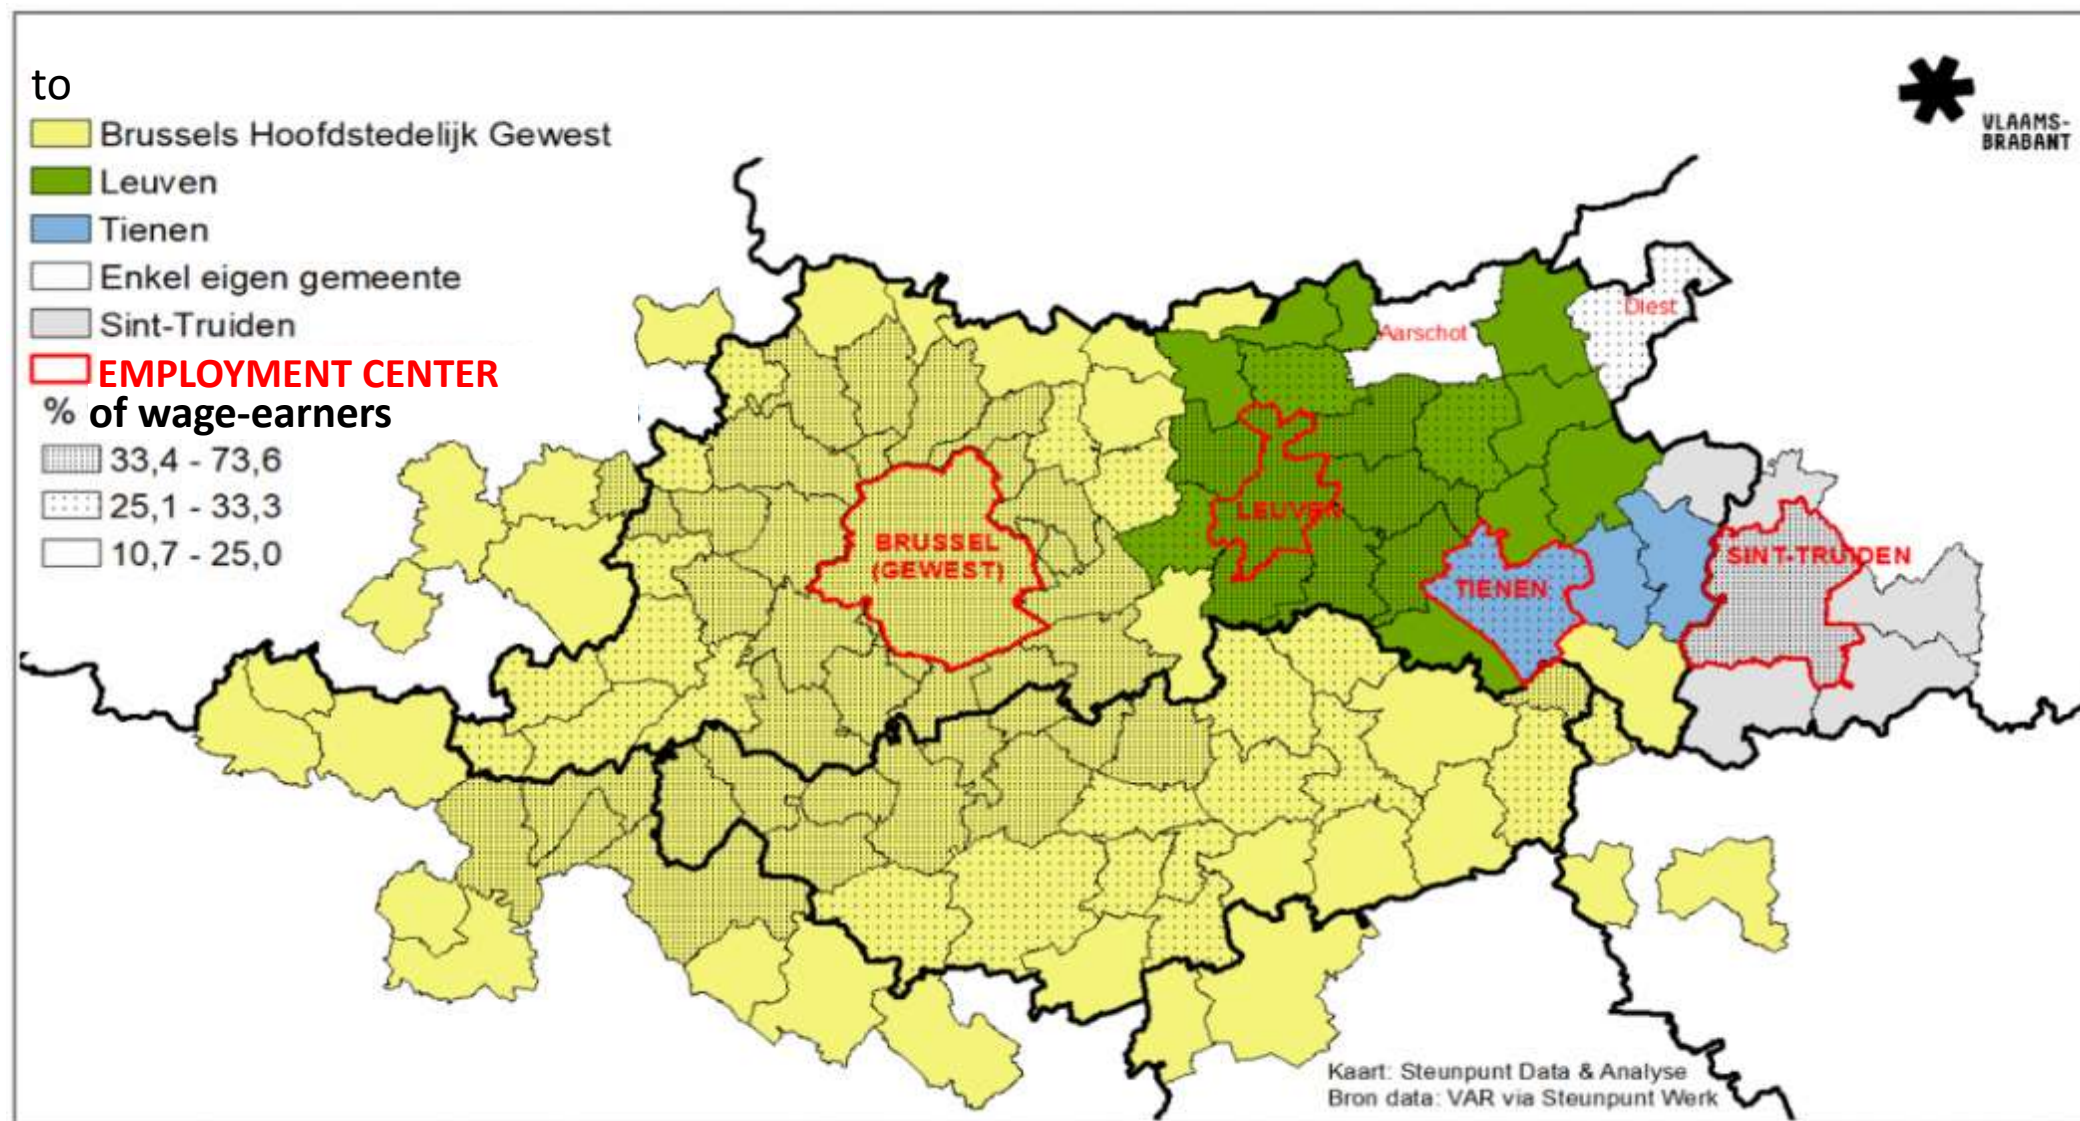 to
Brussels Hoofdstedelijk Gewest
Leuven
Tienen
Enkel eigen gemeente
Sint-Truiden
EMPLOYMENT CENTER
% of wage-earners
33,4 - 73,6
25,1 - 33,3
10,7 - 25,0
VLAAMS-
BRABANT
Diest
Aarschot
LEUVEN
BRUSSEL
(GEWEST)
SINT-TRUIDEN
TIENEN
Kaart: Steunpunt Data & Analyse
Bron data: VAR via Steunpunt Werk